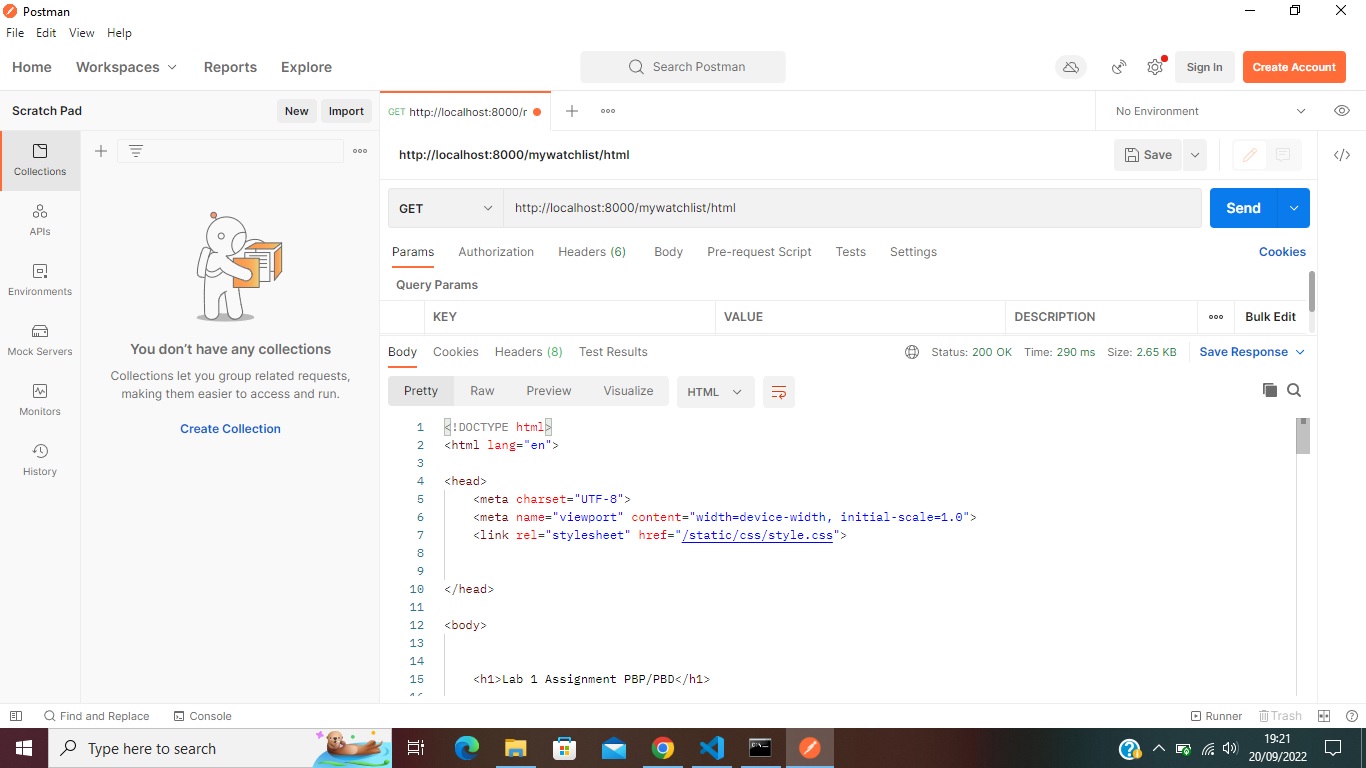 Postman
File Edit View Help
Home Workspaces Reports Explore Search Postman Sign In Create Account
Scratch Pad New Import
GET http://localhost:8000/r
No Environment
Collections
APIs
Environments
Mock Servers
Monitors
History
You don't have any collections
Collections let you group related requests,
making them easier to access and run.
Create Collection
http://localhost:8000/mywatchlist/html Save
GET http://localhost:8000/mywatchlist/html Send
Params Authorization Headers (6) Body Pre-request Script Tests Settings Cookies
Query Params
KEY VALUE DESCRIPTION Bulk Edit
Body Cookies Headers (8) Test Results Status: 200 OK Time: 290 ms Size: 2.65 KB Save Response
Pretty Raw Preview Visualize HTML
1 <!DOCTYPE html>
2 <html lang="en">
3
4 <head>
5 <meta charset="UTF-8">
6 <meta name="viewport" content="width=device-width, initial-scale=1.0">
7 <link rel="stylesheet" href="/static/css/style.css">
8
9
10 </head>
11
12 <body>
13
14
15 <h1>Lab 1 Assignment PBP/PBD</h1>
16
Find and Replace Console Runner Trash
Type here to search
19:21
20/09/2022